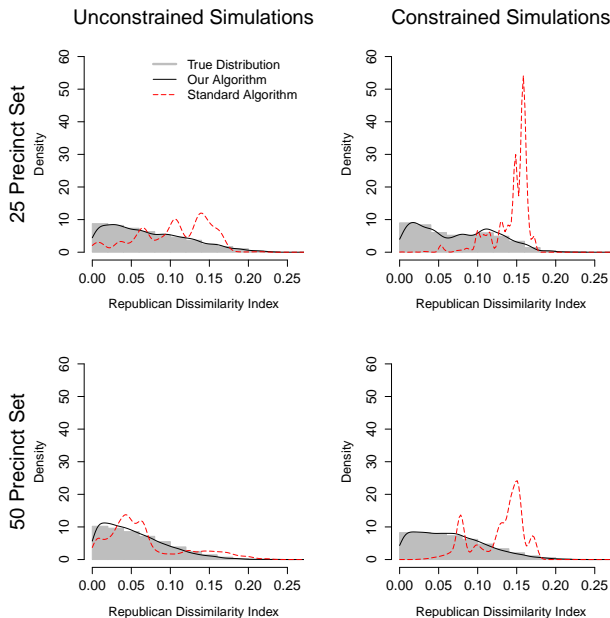 Unconstrained Simulations
Constrained Simulations
25 Precinct Set
Density
0 10 20 30 40 50 60
True Distribution
Our Algorithm
Standard Algorithm
0.00 0.05 0.10 0.15 0.20 0.25
Republican Dissimilarity Index
Density
0 10 20 30 40 50 60
0.00 0.05 0.10 0.15 0.20 0.25
Republican Dissimilarity Index
50 Precinct Set
Density
0 10 20 30 40 50 60
0.00 0.05 0.10 0.15 0.20 0.25
Republican Dissimilarity Index
Density
0 10 20 30 40 50 60
0.00 0.05 0.10 0.15 0.20 0.25
Republican Dissimilarity Index